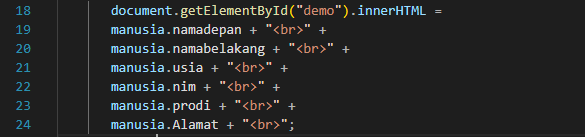 18 document.getElementById("demo").innerHTML =
19 manusia.namadepan + "<br>" +
20 manusia.namabelakang + "<br>" +
21 manusia.usia + "<br>" +
22 manusia.nim + "<br>" +
23 manusia.prodi + "<br>" +
24 manusia.Alamat + "<br>";